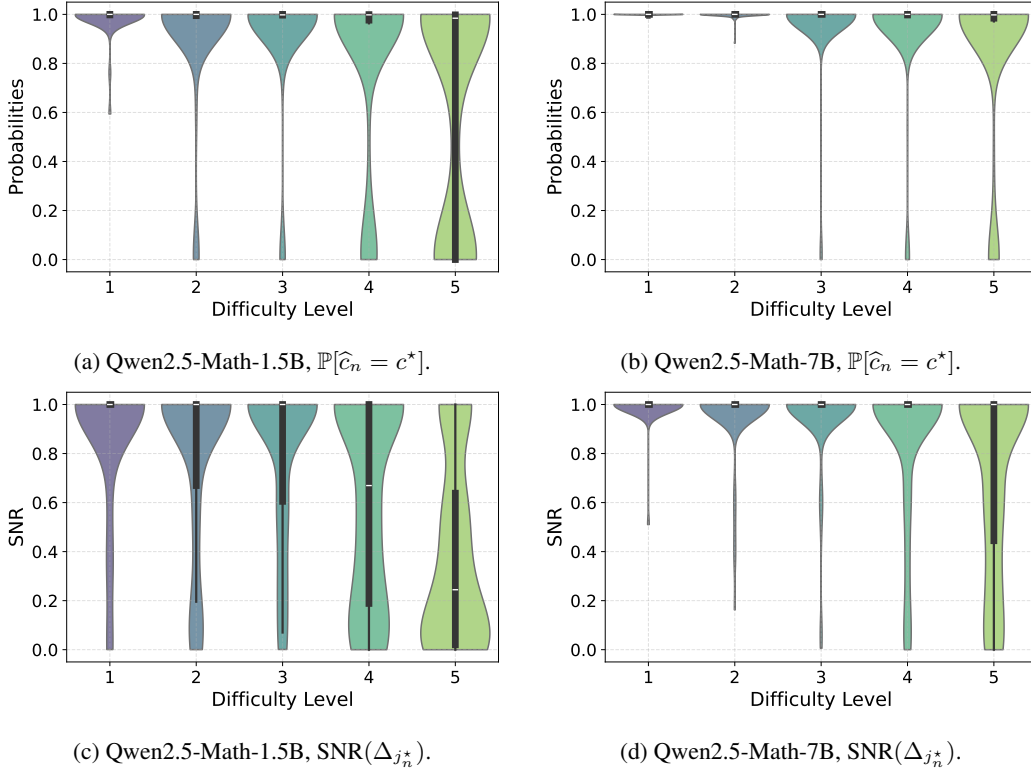 1.0
0.8
0.6
0.4
0.2
0.0
Probabilities
1 2 3 4 5
Difficulty Level
(a) Qwen2.5-Math-1.5B, ℙ[ĉₙ = c⋆].
1.0
0.8
0.6
0.4
0.2
0.0
Probabilities
1 2 3 4 5
Difficulty Level
(b) Qwen2.5-Math-7B, ℙ[ĉₙ = c⋆].
1.0
0.8
0.6
0.4
0.2
0.0
SNR
1 2 3 4 5
Difficulty Level
(c) Qwen2.5-Math-1.5B, SNR(Δ_{j⋆ₙ}).
1.0
0.8
0.6
0.4
0.2
0.0
SNR
1 2 3 4 5
Difficulty Level
(d) Qwen2.5-Math-7B, SNR(Δ_{j⋆ₙ}).